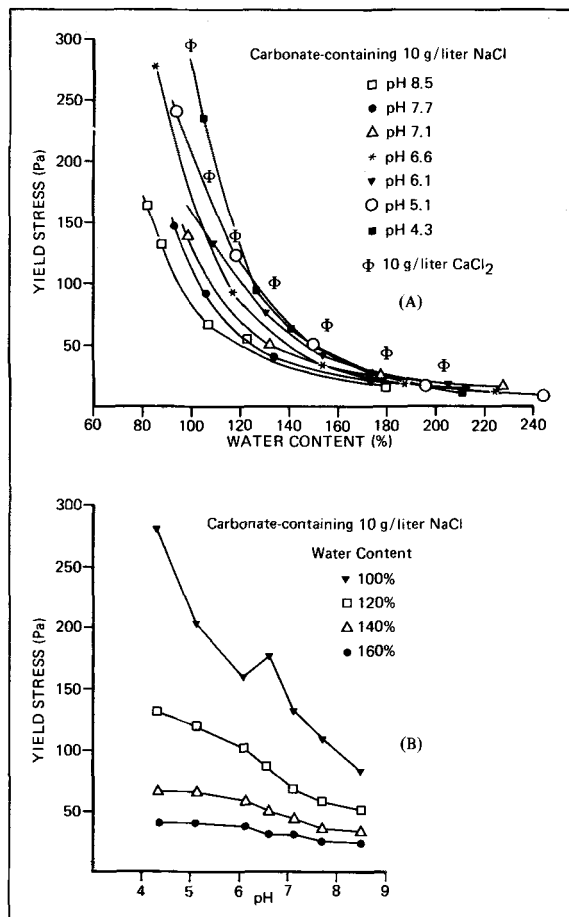 300
250
200
150
100
50
YIELD STRESS (Pa)
Carbonate-containing 10 g/liter NaCl
pH 8.5
pH 7.7
pH 7.1
pH 6.6
pH 6.1
pH 5.1
pH 4.3
Φ 10 g/liter CaCl₂
(A)
60 80 100 120 140 160 180 200 220 240
WATER CONTENT (%)
300
250
200
150
100
50
YIELD STRESS (Pa)
Carbonate-containing 10 g/liter NaCl
Water Content
100%
120%
140%
160%
(B)
4 5 6 7 8 9
pH